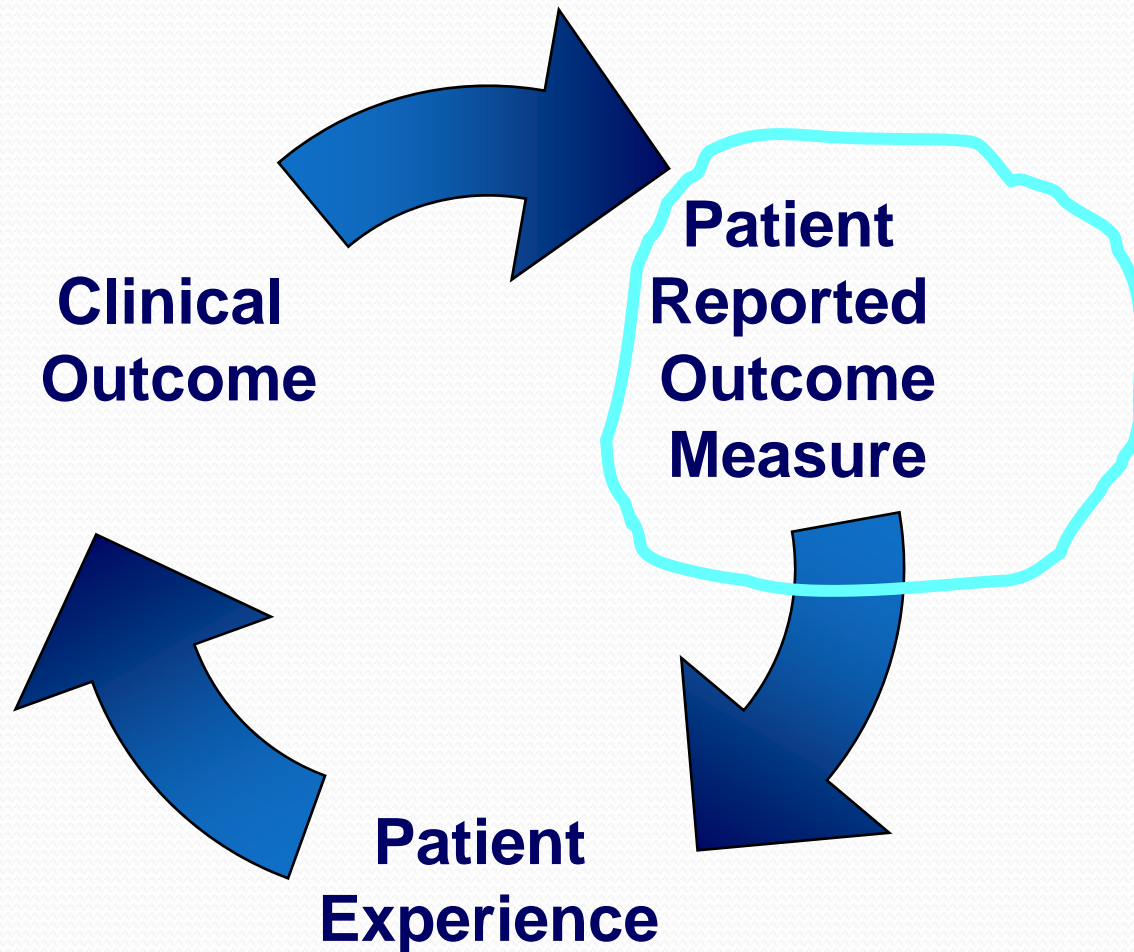 Clinical
Outcome
Patient
Reported
Outcome
Measure
Patient
Experience